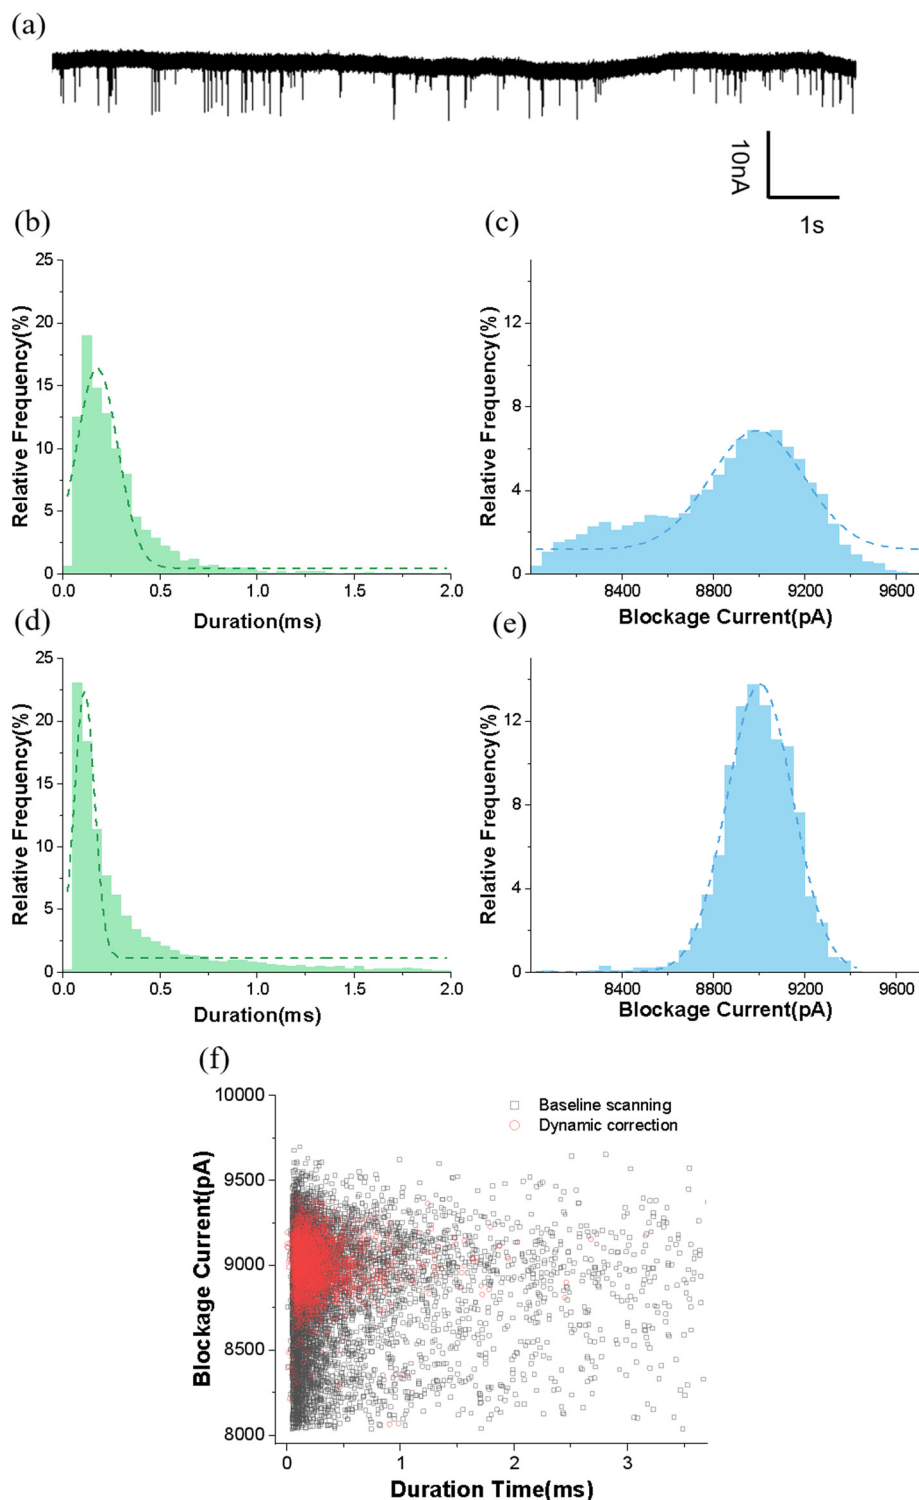 (a)
10nA
1s
(b)
25
20
15
10
5
0
Relative Frequency(%)
0.0 0.5 1.0 1.5 2.0
Duration(ms)
(c)
12
8
4
0
Relative Frequency(%)
8400 8800 9200 9600
Blockage Current(pA)
(d)
25
20
15
10
5
0
Relative Frequency(%)
0.0 0.5 1.0 1.5 2.0
Duration(ms)
(e)
12
8
4
0
Relative Frequency(%)
8400 8800 9200 9600
Blockage Current(pA)
(f)
10000
9500
9000
8500
8000
Blockage Current(pA)
Baseline scanning
Dynamic correction
0 1 2 3
Duration Time(ms)